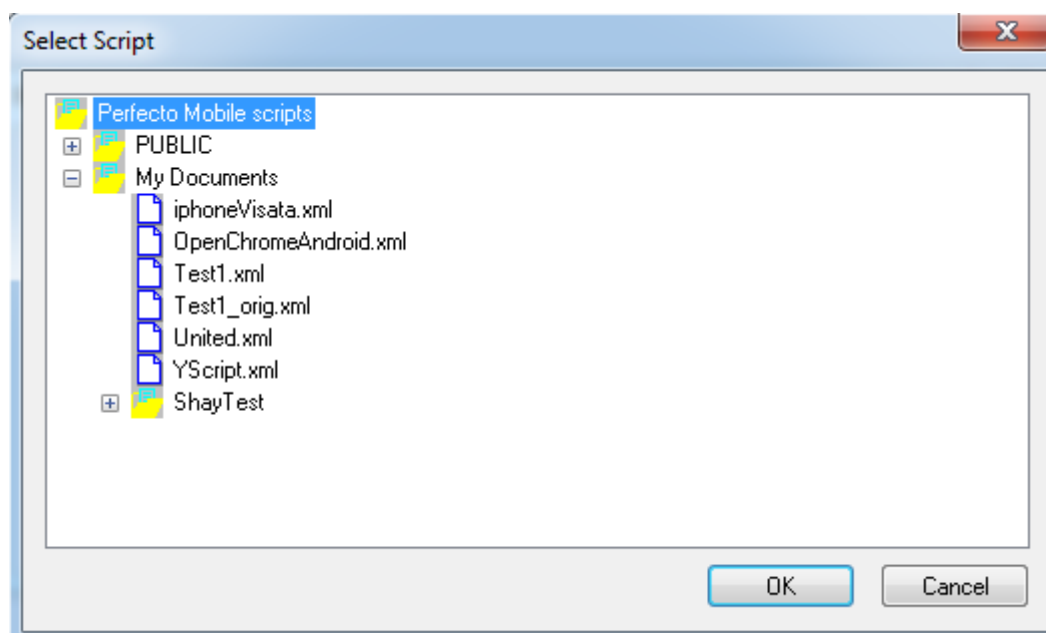 Select Script
Perfecto Mobile scripts
PUBLIC
My Documents
iphoneVisata.xml
OpenChromeAndroid.xml
Test1.xml
Test1_orig.xml
United.xml
YScript.xml
ShayTest
OK Cancel